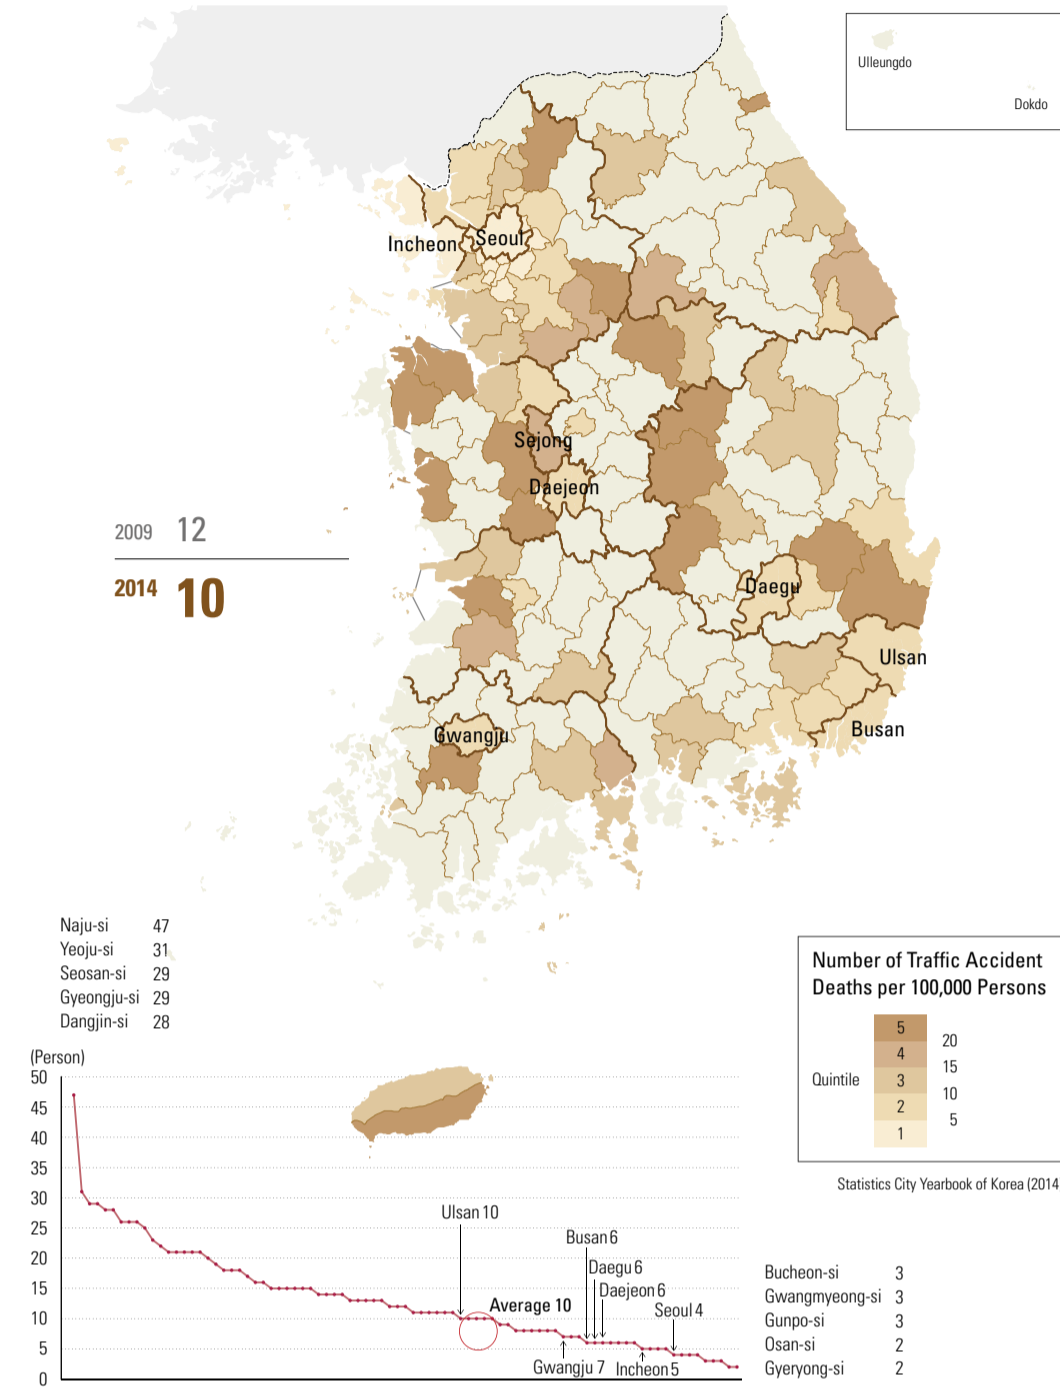 Ulleungdo
Dokdo
Incheon
Seoul
Sejong
Daejeon
2009 12
2014 10
Daegu
Ulsan
Busan
Gwangju
Naju-si 47
Yeoju-si 31
Seosan-si 29
Gyeongju-si 29
Dangjin-si 28
Number of Traffic Accident
Deaths per 100,000 Persons
Quintile
5
4
3
2
1
20
15
10
5
Statistics City Yearbook of Korea (2014
(Person)
50
45
40
35
30
25
20
15
10
5
0
Ulsan 10
Average 10
Busan 6
Daegu 6
Daejeon 6
Seoul 4
Gwangju 7
Incheon 5
Bucheon-si 3
Gwangmyeong-si 3
Gunpo-si 3
Osan-si 2
Gyeryong-si 2